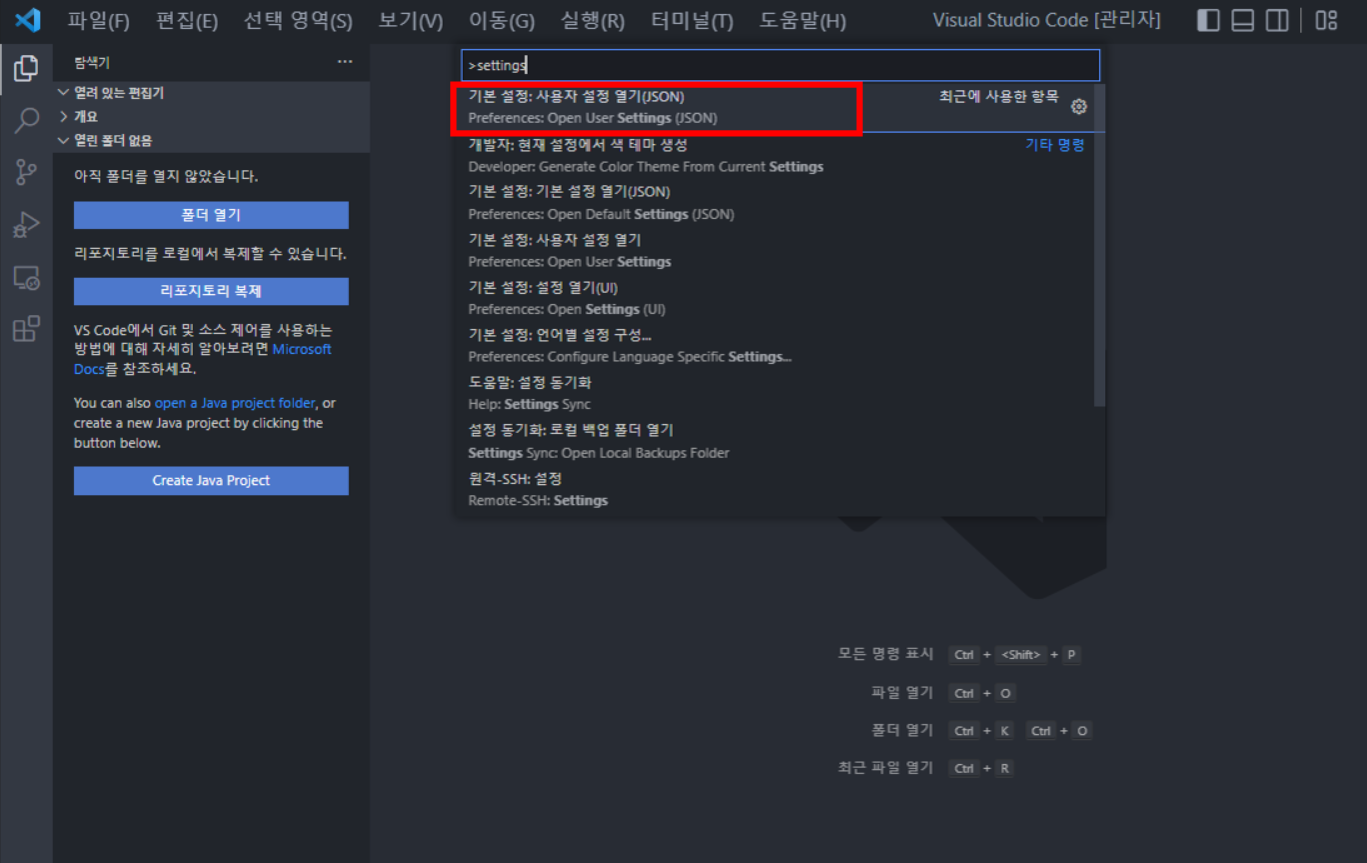 파일(F) 편집(E) 선택 영역(S) 보기(V) 이동(G) 실행(R) 터미널(T) 도움말(H) Visual Studio Code [관리자]
탐색기 ···
열려 있는 편집기
개요
열린 폴더 없음
아직 폴더를 열지 않았습니다.
폴더 열기
리포지토리를 로컬에서 복제할 수 있습니다.
리포지토리 복제
VS Code에서 Git 및 소스 제어를 사용하는
방법에 대해 자세히 알아보려면 Microsoft
Docs를 참조하세요.
You can also open a Java project folder, or
create a new Java project by clicking the
button below.
Create Java Project
>settings
기본 설정: 사용자 설정 열기(JSON) 최근에 사용한 항목
Preferences: Open User Settings (JSON)
개발자: 현재 설정에서 색 테마 생성 기타 명령
Developer: Generate Color Theme From Current Settings
기본 설정: 기본 설정 열기(JSON)
Preferences: Open Default Settings (JSON)
기본 설정: 사용자 설정 열기
Preferences: Open User Settings
기본 설정: 설정 열기(UI)
Preferences: Open Settings (UI)
기본 설정: 언어별 설정 구성...
Preferences: Configure Language Specific Settings...
도움말: 설정 동기화
Help: Settings Sync
설정 동기화: 로컬 백업 폴더 열기
Settings Sync: Open Local Backups Folder
원격-SSH: 설정
Remote-SSH: Settings
모든 명령 표시 Ctrl + <Shift> + P
파일 열기 Ctrl + O
폴더 열기 Ctrl + K Ctrl + O
최근 파일 열기 Ctrl + R